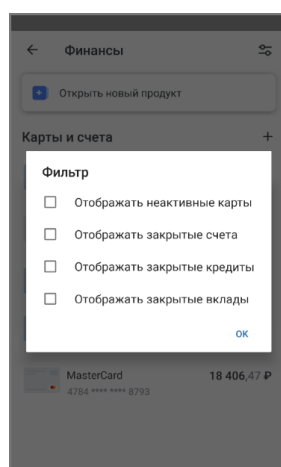 Финансы
Открыть новый продукт
Карты и счета
Фильтр
Отображать неактивные карты
Отображать закрытые счета
Отображать закрытые кредиты
Отображать закрытые вклады
ОК
MasterCard 18 406,47 ₽
4784 **** **** 8793